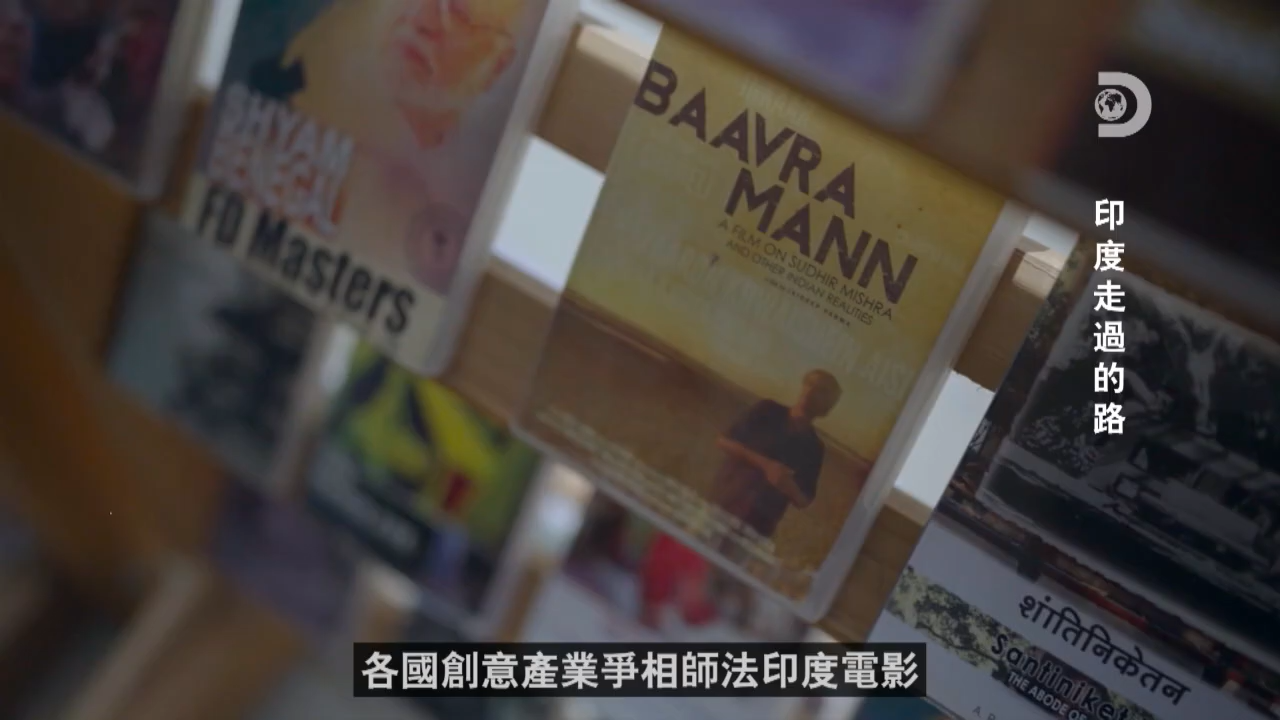 SHYAM
BENEGAL
FD Masters
BAAVRA
MANN
A FILM ON SUDHIR MISHRA
AND OTHER INDIAN REALITIES
印度走過的路
शांतिनिकेतन
Santiniket
THE ABODE OF
各國創意產業爭相師法印度電影